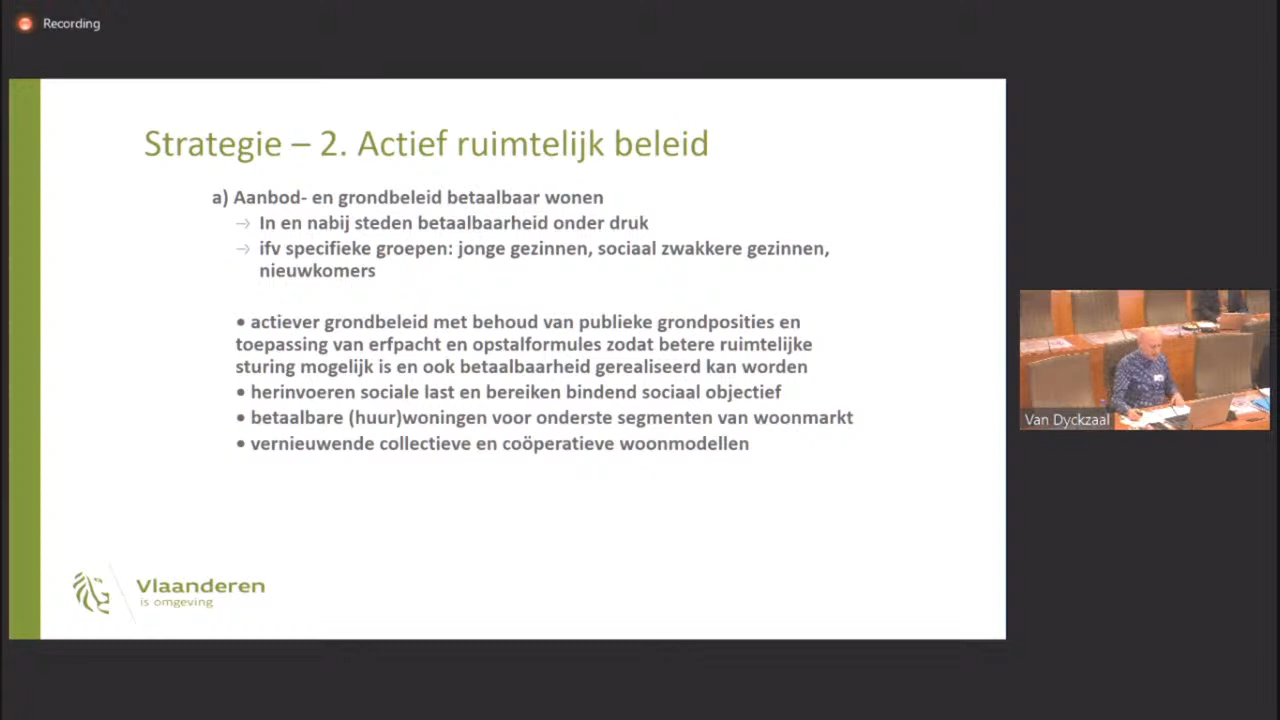 Recording
Strategie – 2. Actief ruimtelijk beleid
a) Aanbod- en grondbeleid betaalbaar wonen
→ In en nabij steden betaalbaarheid onder druk
→ ifv specifieke groepen: jonge gezinnen, sociaal zwakkere gezinnen,
nieuwkomers
• actiever grondbeleid met behoud van publieke grondposities en
toepassing van erfpacht en opstalformules zodat betere ruimtelijke
sturing mogelijk is en ook betaalbaarheid gerealiseerd kan worden
• herinvoeren sociale last en bereiken bindend sociaal objectief
• betaalbare (huur)woningen voor onderste segmenten van woonmarkt
• vernieuwende collectieve en coöperatieve woonmodellen
Van Dyckzaal
Vlaanderen
is omgeving